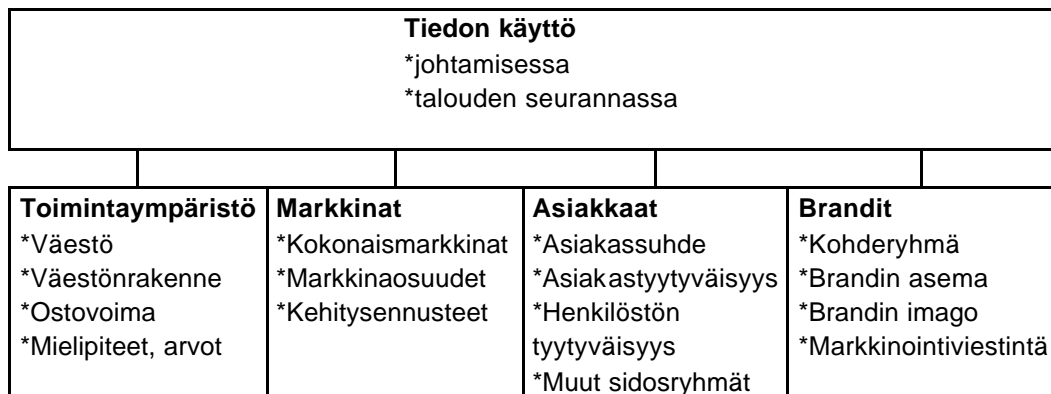 Tiedon käyttö
*johtamisessa
*talouden seurannassa
Toimintaympäristö
*Väestö
*Väestönrakenne
*Ostovoima
*Mielipiteet, arvot
Markkinat
*Kokonaismarkkinat
*Markkinaosuudet
*Kehitysennusteet
Asiakkaat
*Asiakassuhde
*Asiakastyytyväisyys
*Henkilöstön
tyytyväisyys
*Muut sidosryhmät
Brandit
*Kohderyhmä
*Brandin asema
*Brandin imago
*Markkinointiviestintä